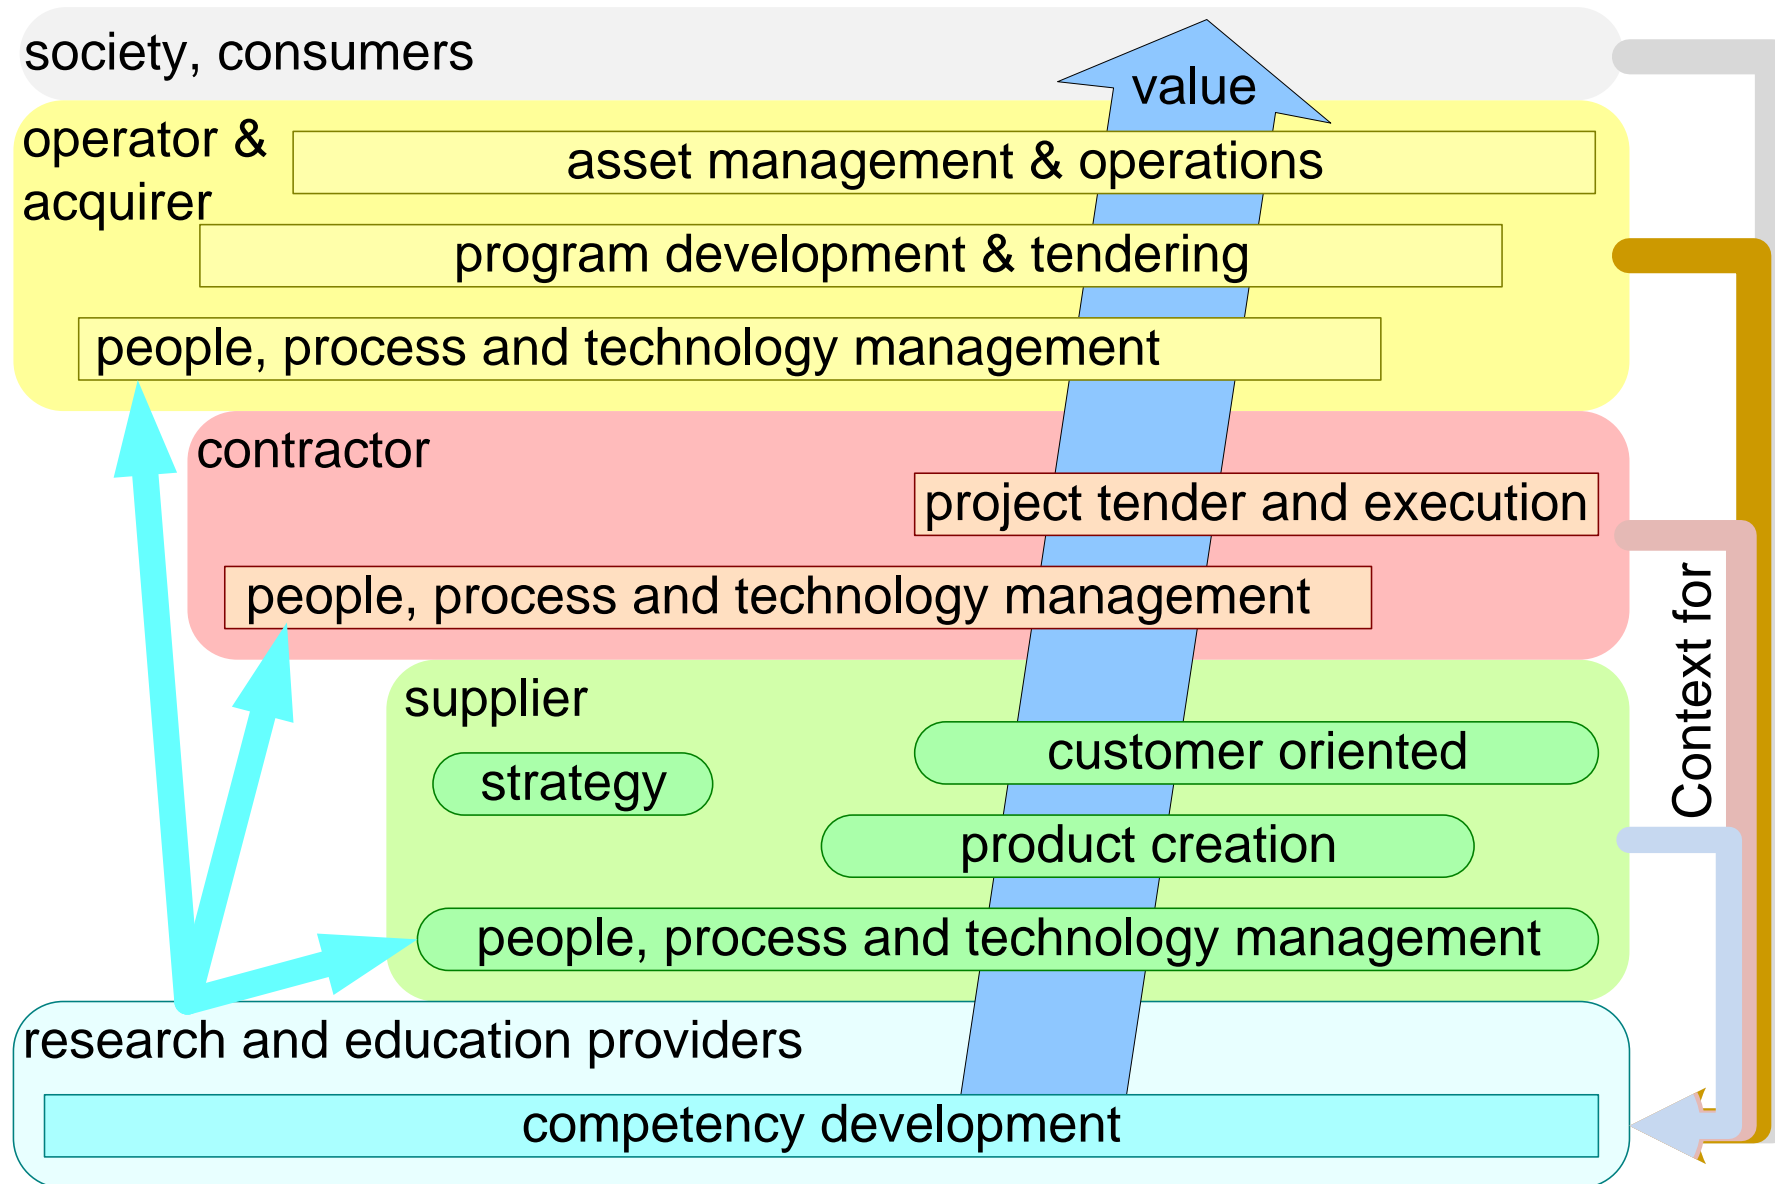 society, consumers
value
operator &
acquirer
asset management & operations
program development & tendering
people, process and technology management
contractor
project tender and execution
people, process and technology management
supplier
customer oriented
strategy
product creation
people, process and technology management
Context for
research and education providers
competency development